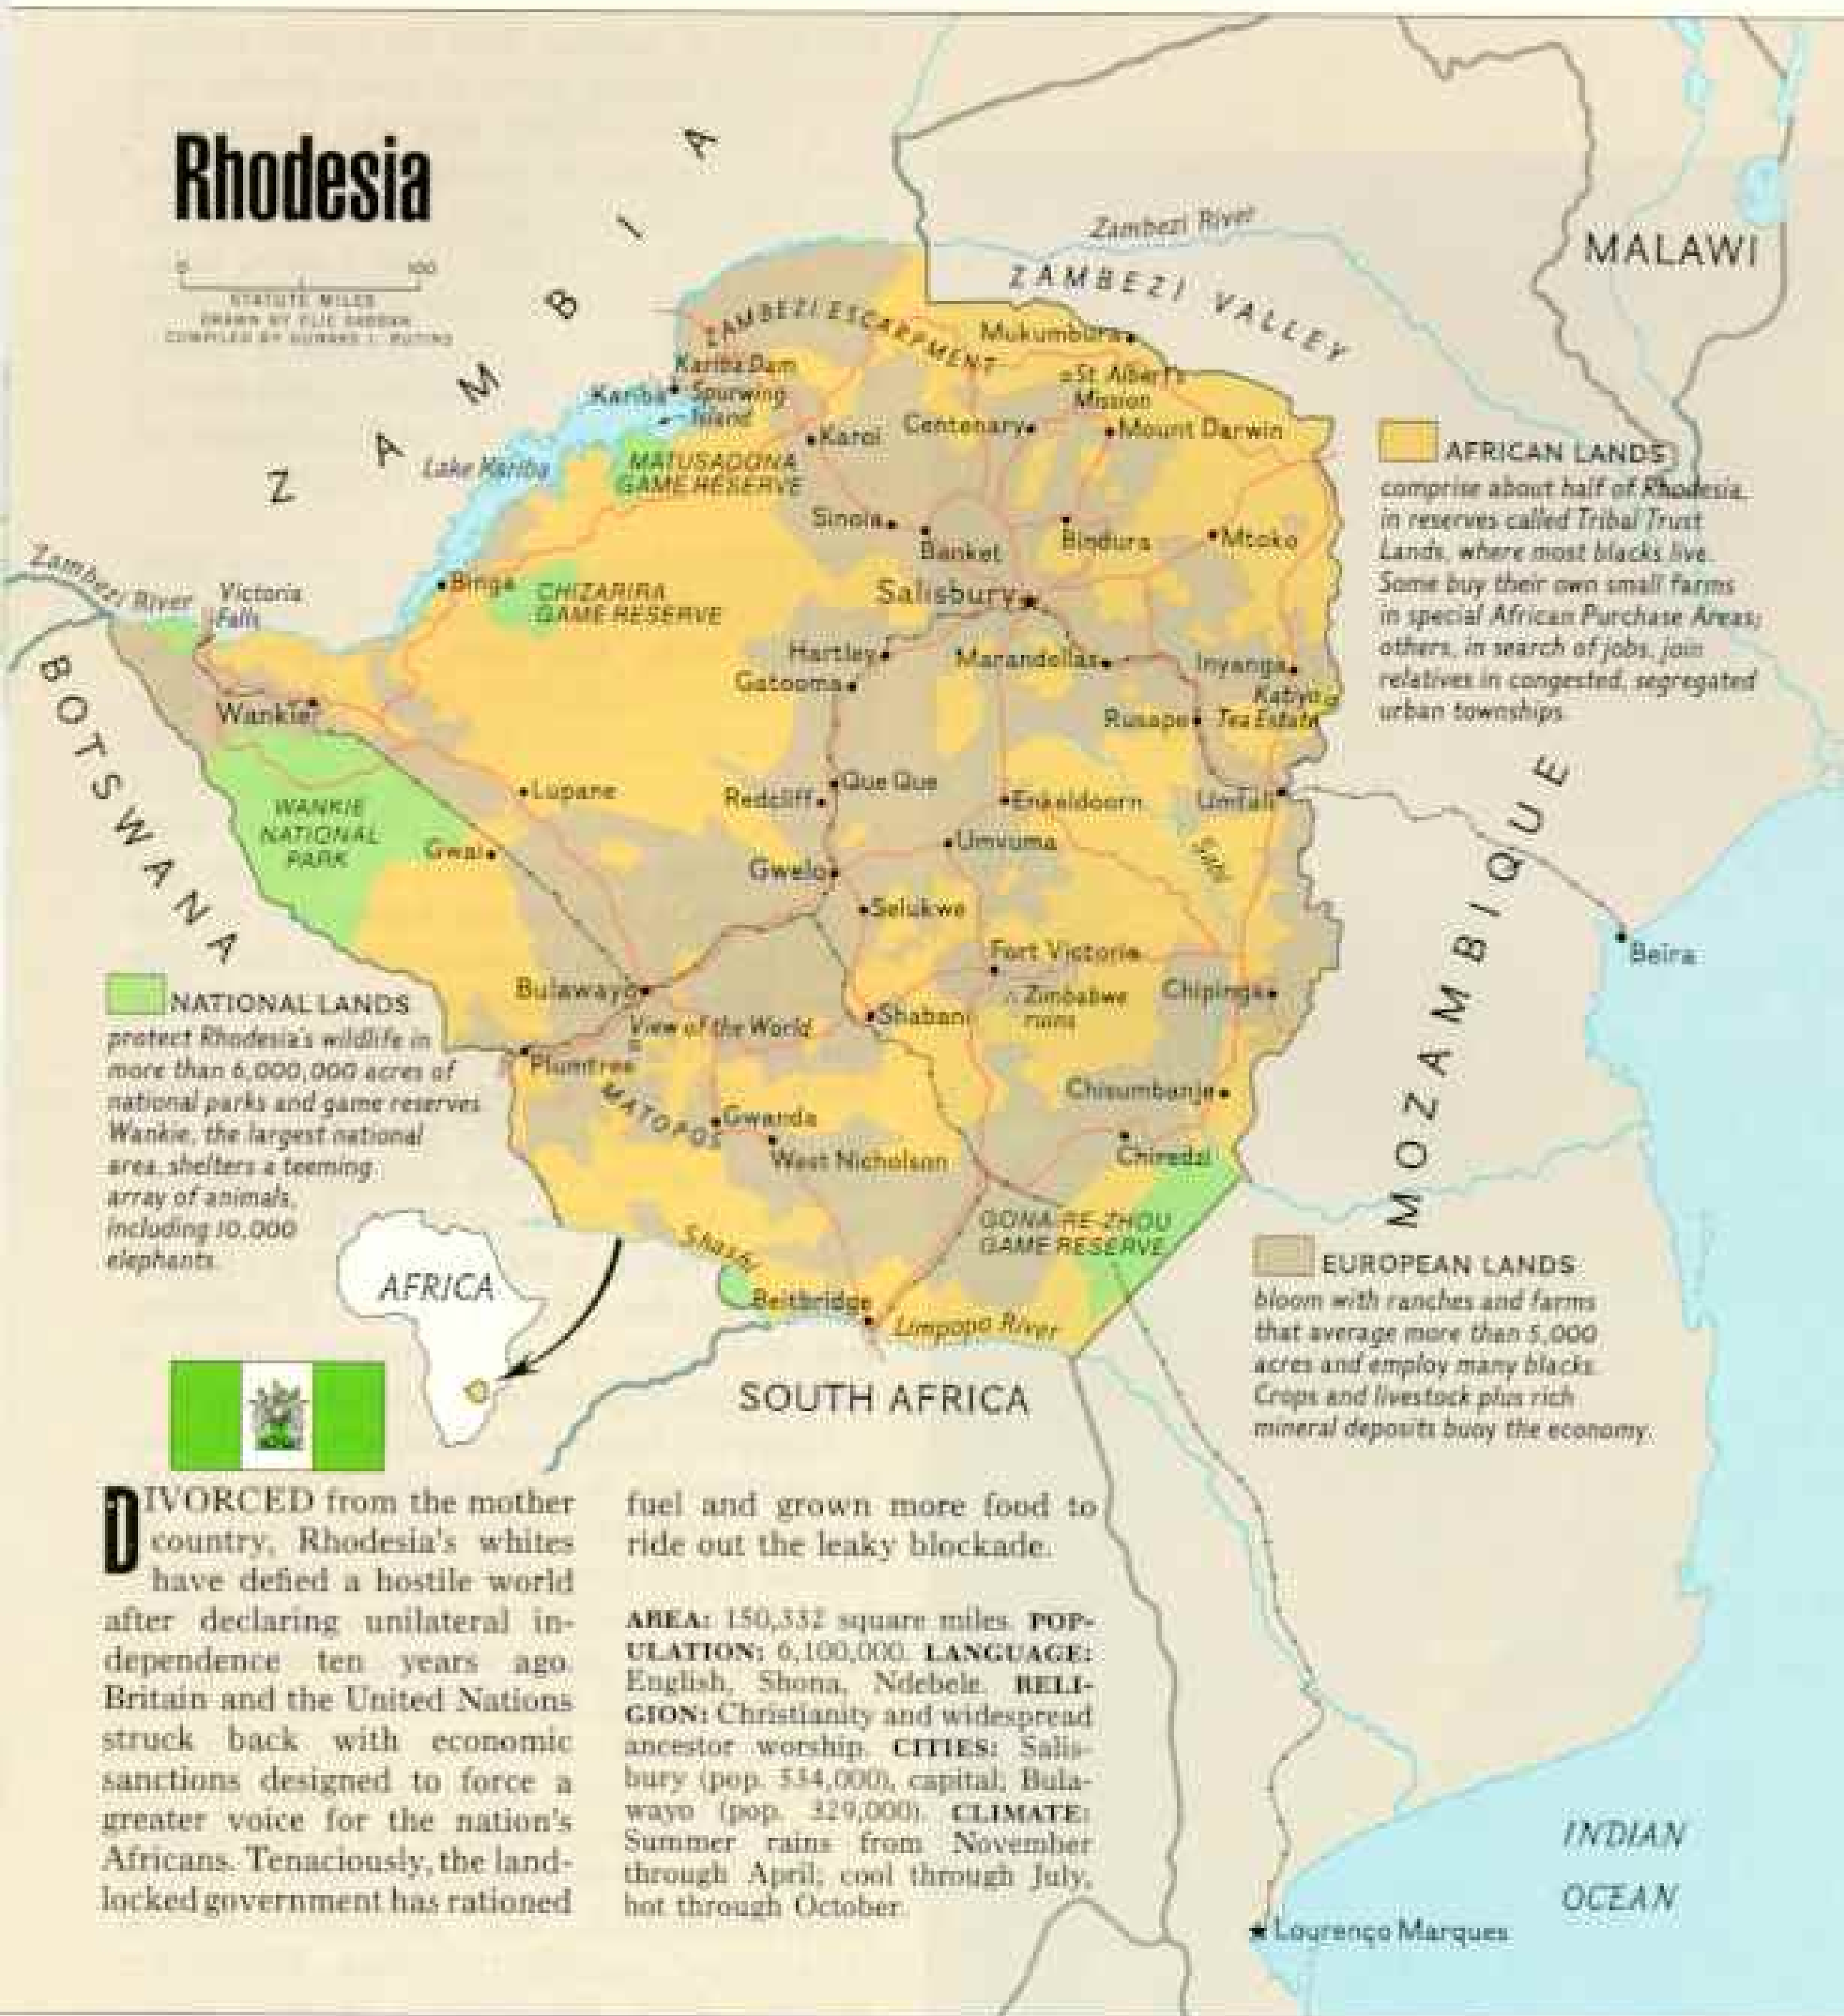 Rhodesia
0 100
STATUTE MILES
DRAWN BY
COMPILED BY
ZAMBIA
MALAWI
Zambezi River
ZAMBEZI VALLEY
ZAMBEZI ESCARPMENT
Mukumbura
Kariba Dam
Kariba
Spurwing
Island
St. Albert's
Mission
Karoi
Centenary
Mount Darwin
Lake Kariba
MATUSADONA
GAME RESERVE
Sinoia
Banket
Bindura
Mtoko
Zambezi River
Victoria
Falls
Binga
CHIZARIRA
GAME RESERVE
Salisbury
Hartley
Marandellas
Inyanga
Gatooma
Katiyo
Tea Estate
Rusape
Wankie
BOTSWANA
WANKIE
NATIONAL
PARK
Lupane
Gwai
Redcliff
Que Que
Enkeldoorn
Umtali
Umvuma
Sabi
Gwelo
Selukwe
Fort Victoria
Zimbabwe
ruins
Chipinga
Bulawayo
View of the World
Shabani
Plumtree
MATOPOS
Gwanda
West Nicholson
Chisumbanje
Chiredzi
GONA-RE-ZHOU
GAME RESERVE
Shashi
Beitbridge
Limpopo River
SOUTH AFRICA
MOZAMBIQUE
Beira
AFRICAN LANDS
comprise about half of Rhodesia,
in reserves called Tribal Trust
Lands, where most blacks live.
Some buy their own small farms
in special African Purchase Areas;
others, in search of jobs, join
relatives in congested, segregated
urban townships.
NATIONAL LANDS
protect Rhodesia's wildlife in
more than 6,000,000 acres of
national parks and game reserves.
Wankie, the largest national
area, shelters a teeming
array of animals,
including 10,000
elephants.
AFRICA
EUROPEAN LANDS
bloom with ranches and farms
that average more than 5,000
acres and employ many blacks.
Crops and livestock plus rich
mineral deposits buoy the economy.
DIVORCED from the mother
country, Rhodesia's whites
have defied a hostile world
after declaring unilateral in-
dependence ten years ago.
Britain and the United Nations
struck back with economic
sanctions designed to force a
greater voice for the nation's
Africans. Tenaciously, the land-
locked government has rationed
fuel and grown more food to
ride out the leaky blockade.
AREA: 150,332 square miles. POP-
ULATION: 6,100,000. LANGUAGE:
English, Shona, Ndebele. RELI-
GION: Christianity and widespread
ancestor worship. CITIES: Salis-
bury (pop. 534,000), capital; Bula-
wayo (pop. 329,000). CLIMATE:
Summer rains from November
through April; cool through July,
hot through October.
INDIAN
OCEAN
Lourenço Marques